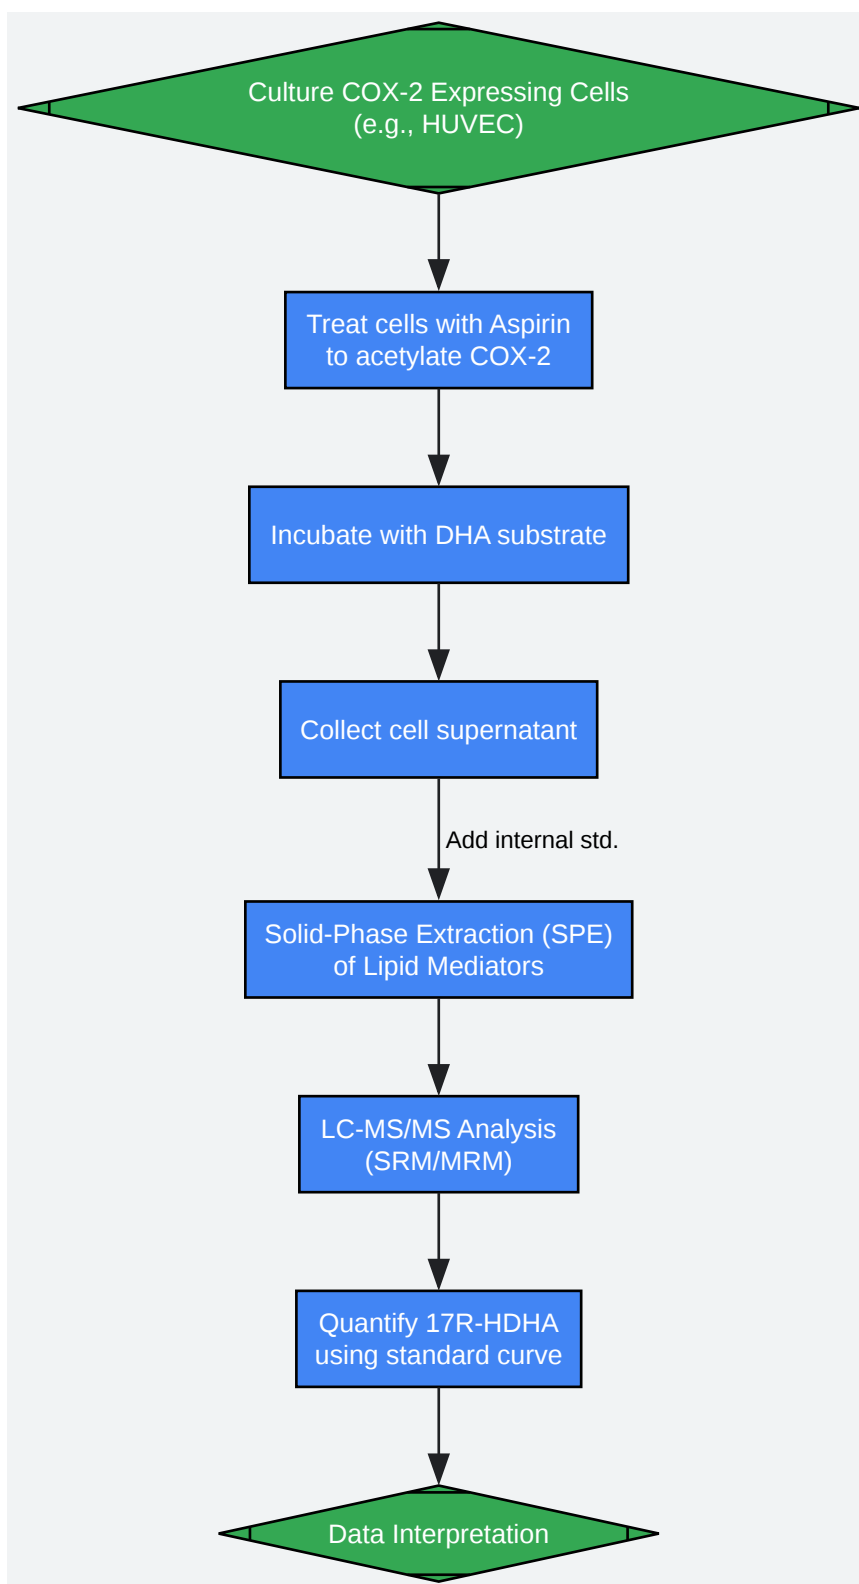 Culture COX-2 Expressing Cells
(e.g., HUVEC)
Treat cells with Aspirin
to acetylate COX-2
Incubate with DHA substrate
Collect cell supernatant
Add internal std.
Solid-Phase Extraction (SPE)
of Lipid Mediators
LC-MS/MS Analysis
(SRM/MRM)
Quantify 17R-HDHA
using standard curve
Data Interpretation